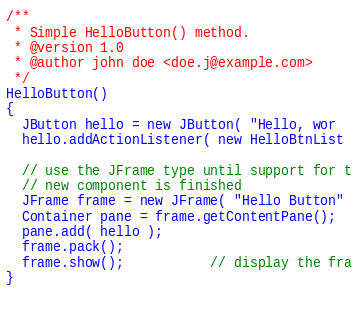 /**
 * Simple HelloButton() method.
 * @version 1.0
 * @author john doe <doe.j@example.com>
 */
HelloButton()
{
  JButton hello = new JButton( "Hello, wor
  hello.addActionListener( new HelloBtnList

  // use the JFrame type until support for t
  // new component is finished
  JFrame frame = new JFrame( "Hello Button"
  Container pane = frame.getContentPane();
  pane.add( hello );
  frame.pack();
  frame.show();           // display the fra
}